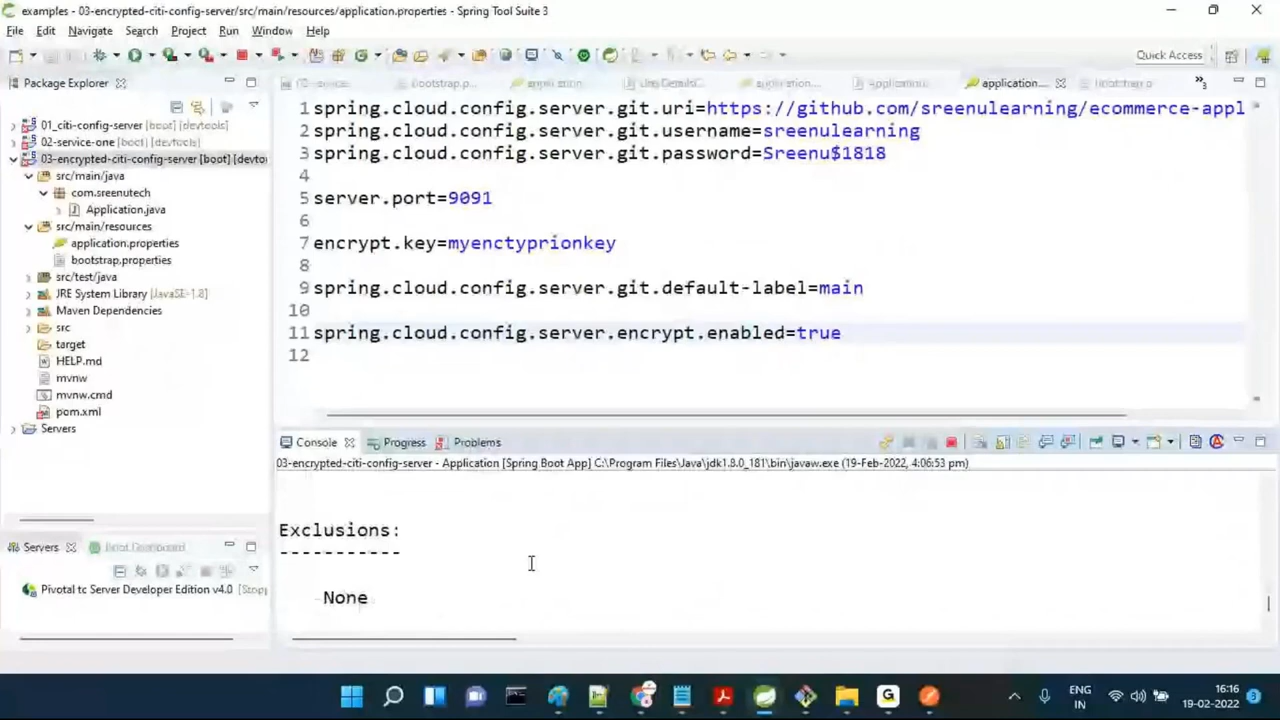 examples - 03-encrypted-citi-config-server/src/main/resources/application.properties - Spring Tool Suite 3
File Edit Navigate Search Project Run Window Help
Quick Access
Package Explorer
bootstrap.p...
application...
application...
Application...
application....
01_citi-config-server [boot] [devtools]
02-service-one [boot] [devtools]
03-encrypted-citi-config-server [boot] [devto
src/main/java
com.sreenutech
Application.java
src/main/resources
application.properties
bootstrap.properties
src/test/java
JRE System Library [JavaSE-1.8]
Maven Dependencies
src
target
HELP.md
mvnw
mvnw.cmd
pom.xml
Servers
1 spring.cloud.config.server.git.uri=https://github.com/sreenulearning/ecommerce-appl
2 spring.cloud.config.server.git.username=sreenulearning
3 spring.cloud.config.server.git.password=Sreenu$1818
4
5 server.port=9091
6
7 encrypt.key=myenctyprionkey
8
9 spring.cloud.config.server.git.default-label=main
10
11 spring.cloud.config.server.encrypt.enabled=true
12
Console Progress Problems
03-encrypted-citi-config-server - Application [Spring Boot App] C:\Program Files\Java\jdk1.8.0_181\bin\javaw.exe (19-Feb-2022, 4:06:53 pm)
Exclusions:
-----------
None
Servers Boot Dashboard
Pivotal tc Server Developer Edition v4.0 [Stopp
ENG
IN
16:16
19-02-2022